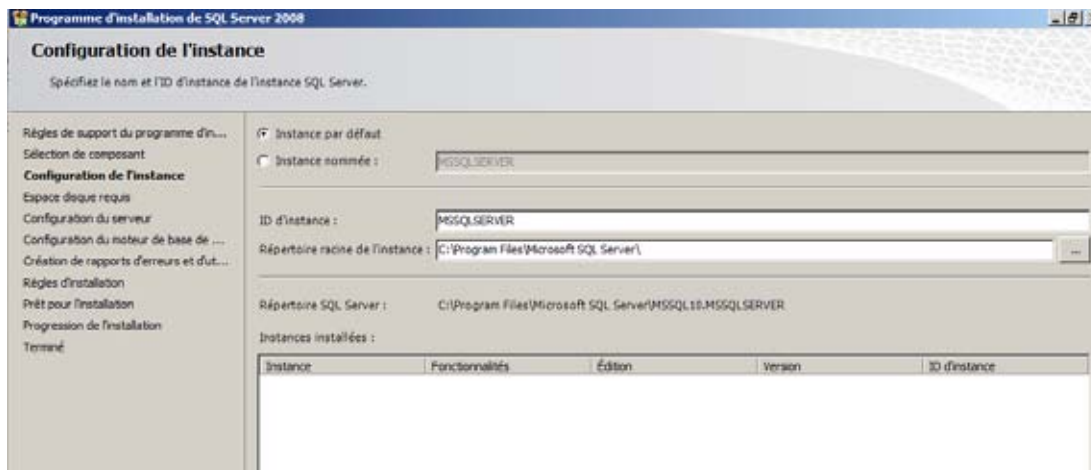 Programme d'installation de SQL Server 2008
Configuration de l'instance
Spécifiez le nom et l'ID d'instance de l'instance SQL Server.
Règles de support du programme d'in...
Sélection de composant
Configuration de l'instance
Espace disque requis
Configuration du serveur
Configuration du moteur de base de ...
Création de rapports d'erreurs et d'ut...
Règles d'installation
Prêt pour l'installation
Progression de l'installation
Terminé
Instance par défaut
Instance nommée : MSSQLSERVER
ID d'instance : MSSQLSERVER
Répertoire racine de l'instance : C:\Program Files\Microsoft SQL Server\ ...
Répertoire SQL Server : C:\Program Files\Microsoft SQL Server\MSSQL10.MSSQLSERVER
Instances installées :
Instance Fonctionnalités Édition Version ID d'instance